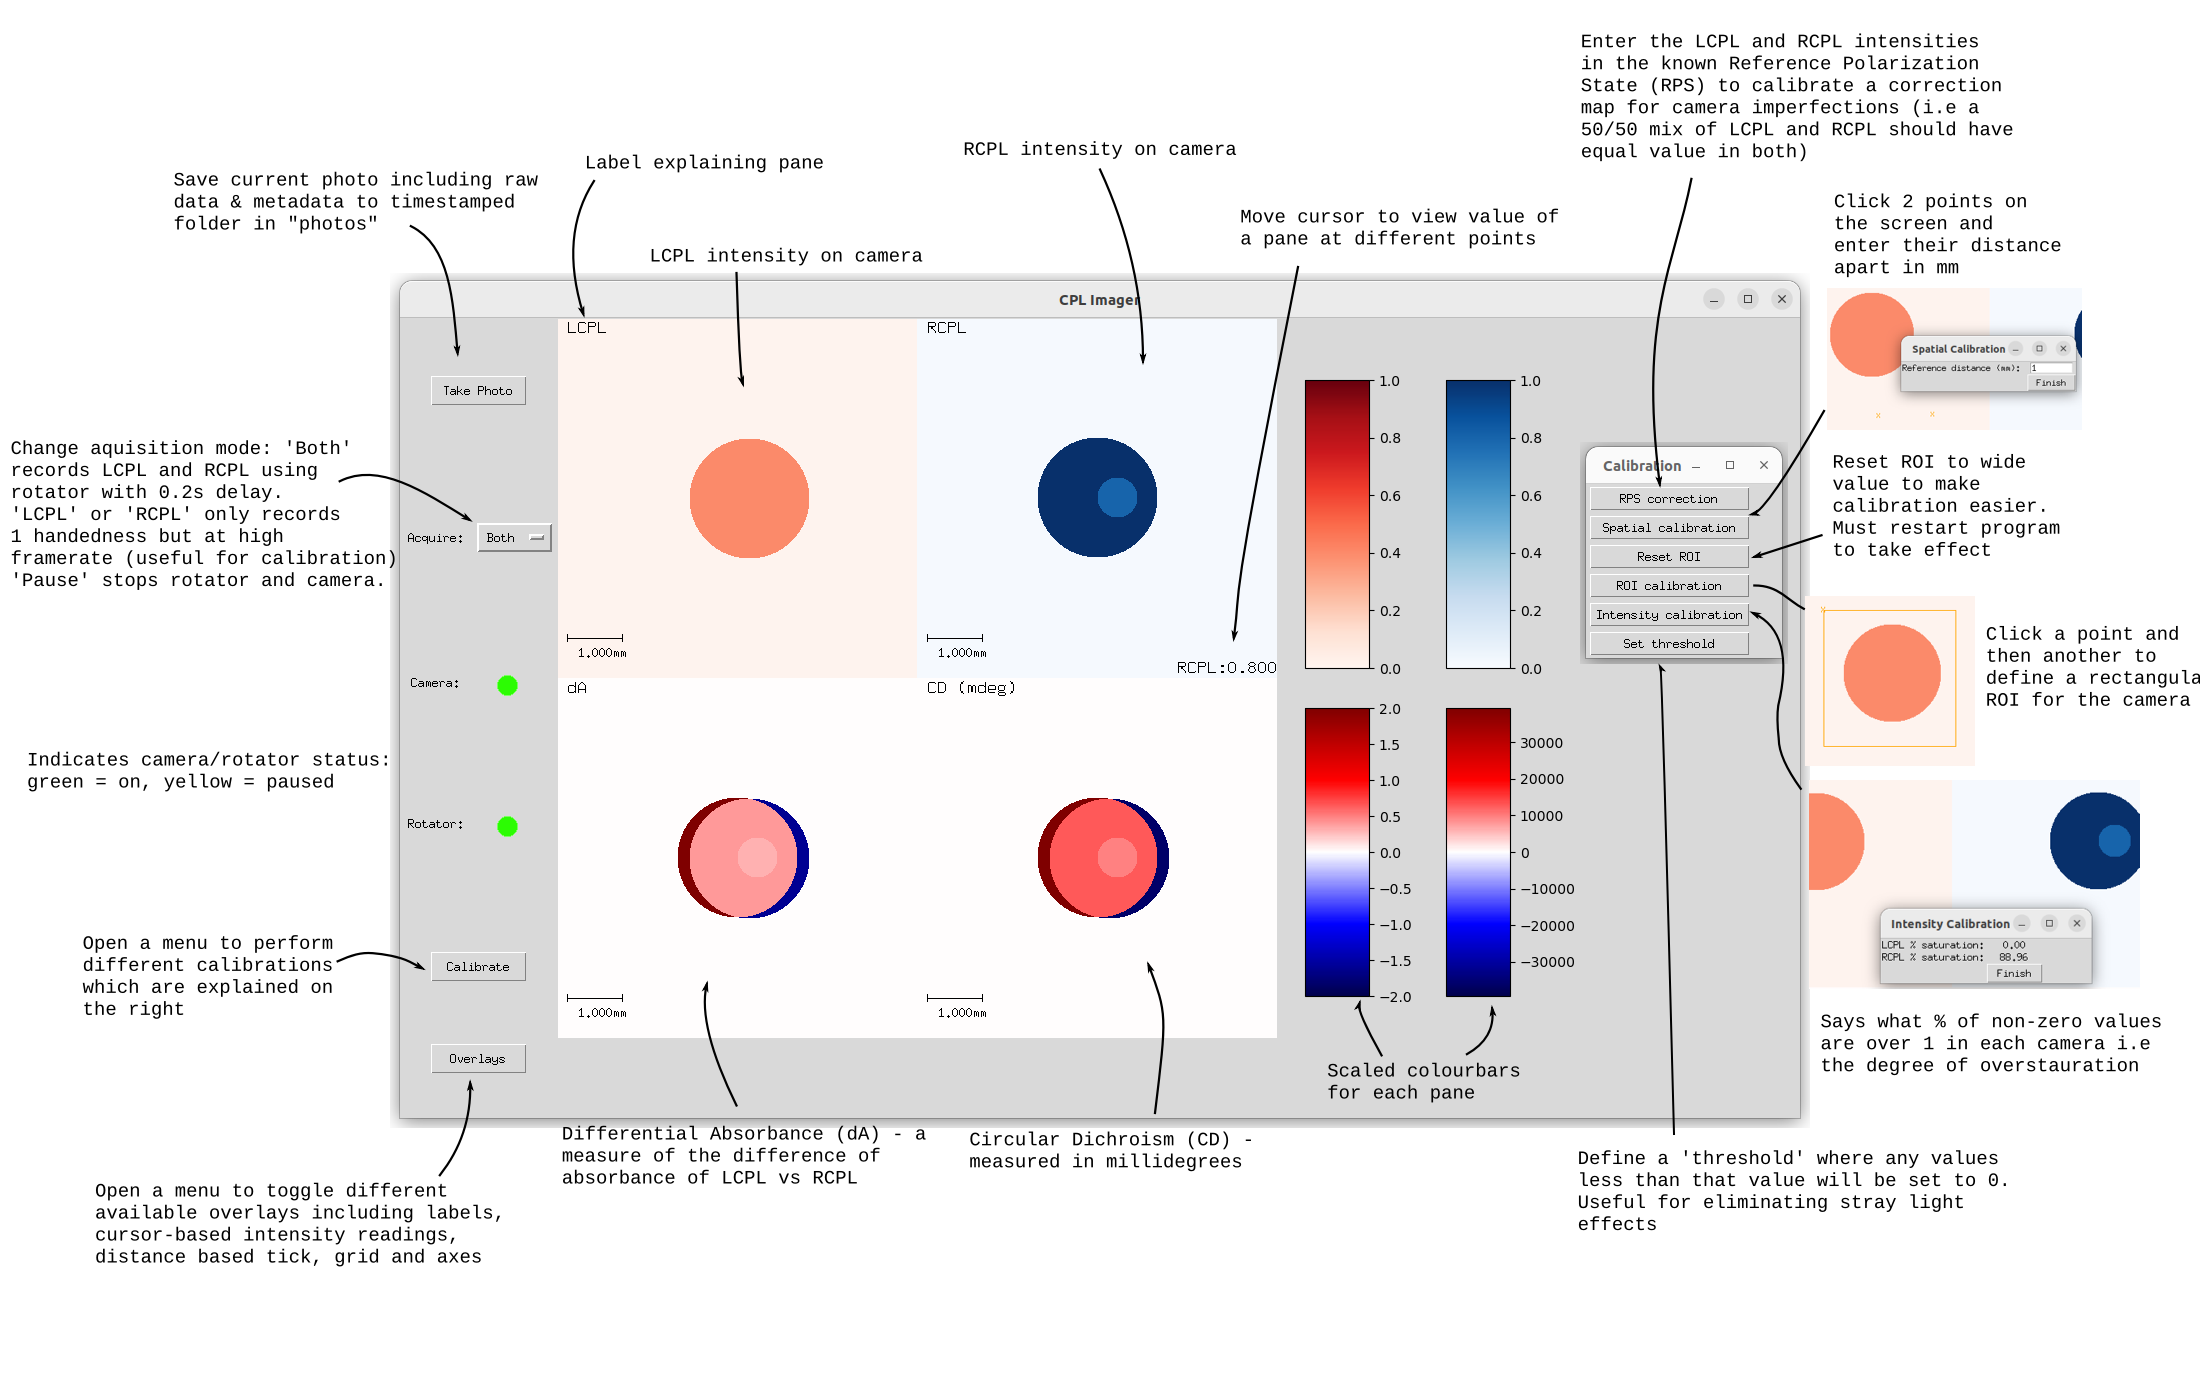 Enter the LCPL and RCPL intensities
in the known Reference Polarization
State (RPS) to calibrate a correction
map for camera imperfections (i.e a
50/50 mix of LCPL and RCPL should have
equal value in both)
RCPL intensity on camera
Label explaining pane
Save current photo including raw
data & metadata to timestamped
folder in "photos"
Click 2 points on
the screen and
enter their distance
apart in mm
Move cursor to view value of
a pane at different points
LCPL intensity on camera
CPL Imager
LCPL
RCPL
Take Photo
Spatial Calibration
Reference distance (mm): 1
Finish
x x
1.0
0.8
0.6
0.4
0.2
0.0
1.0
0.8
0.6
0.4
0.2
0.0
Change aquisition mode: 'Both'
records LCPL and RCPL using
rotator with 0.2s delay.
'LCPL' or 'RCPL' only records
1 handedness but at high
framerate (useful for calibration)
'Pause' stops rotator and camera.
Acquire: Both
Calibration
RPS correction
Spatial calibration
Reset ROI
ROI calibration
Intensity calibration
Set threshold
Reset ROI to wide
value to make
calibration easier.
Must restart program
to take effect
1.000mm
1.000mm
RCPL:0.800
Click a point and
then another to
define a rectangula
ROI for the camera
x
Camera:
dA
CD (mdeg)
2.0
1.5
1.0
0.5
0.0
−0.5
−1.0
−1.5
−2.0
30000
20000
10000
0
−10000
−20000
−30000
Indicates camera/rotator status:
green = on, yellow = paused
Rotator:
Intensity Calibration
LCPL % saturation: 0.00
RCPL % saturation: 88.96
Finish
Open a menu to perform
different calibrations
which are explained on
the right
Calibrate
1.000mm
1.000mm
Says what % of non-zero values
are over 1 in each camera i.e
the degree of overstauration
Overlays
Scaled colourbars
for each pane
Differential Absorbance (dA) - a
measure of the difference of
absorbance of LCPL vs RCPL
Circular Dichroism (CD) -
measured in millidegrees
Define a 'threshold' where any values
less than that value will be set to 0.
Useful for eliminating stray light
effects
Open a menu to toggle different
available overlays including labels,
cursor-based intensity readings,
distance based tick, grid and axes